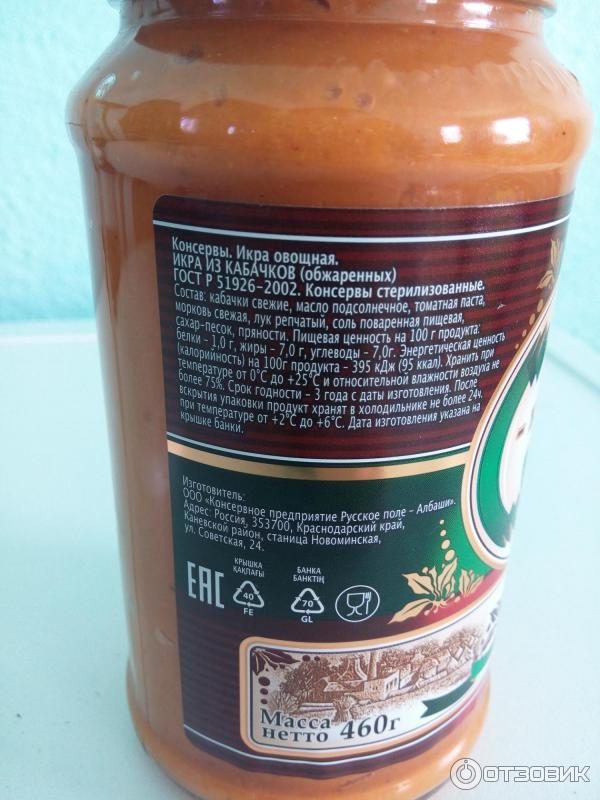 Консервы. Икра овощная.
ИКРА ИЗ КАБАЧКОВ (обжаренных)
ГОСТ Р 51926-2002. Консервы стерилизованные.
Состав: кабачки свежие, масло подсолнечное, томатная паста,
морковь свежая, лук репчатый, соль поваренная пищевая,
сахар-песок, пряности. Пищевая ценность на 100 г продукта:
белки - 1,0 г, жиры - 7,0 г, углеводы - 7,0г. Энергетическая ценность
(калорийность) на 100г продукта - 395 кДж (95 ккал). Хранить при
температуре от 0°С до +25°С и относительной влажности воздуха не
более 75%. Срок годности - 3 года с даты изготовления. После
вскрытия упаковки продукт хранят в холодильнике не более 24ч.
при температуре от +2°С до +6°С. Дата изготовления указана на
крышке банки.
Изготовитель:
ООО «Консервное предприятие Русское поле - Албаши».
Адрес: Россия, 353700, Краснодарский край,
Каневской район, станица Новоминская,
ул. Советская, 24.
КРЫШКА
ҚАҚПАҒЫ
БАНКА
БАНКТІҢ
EAC
40
FE
70
GL
Масса
нетто 460г
ОТЗОВИК